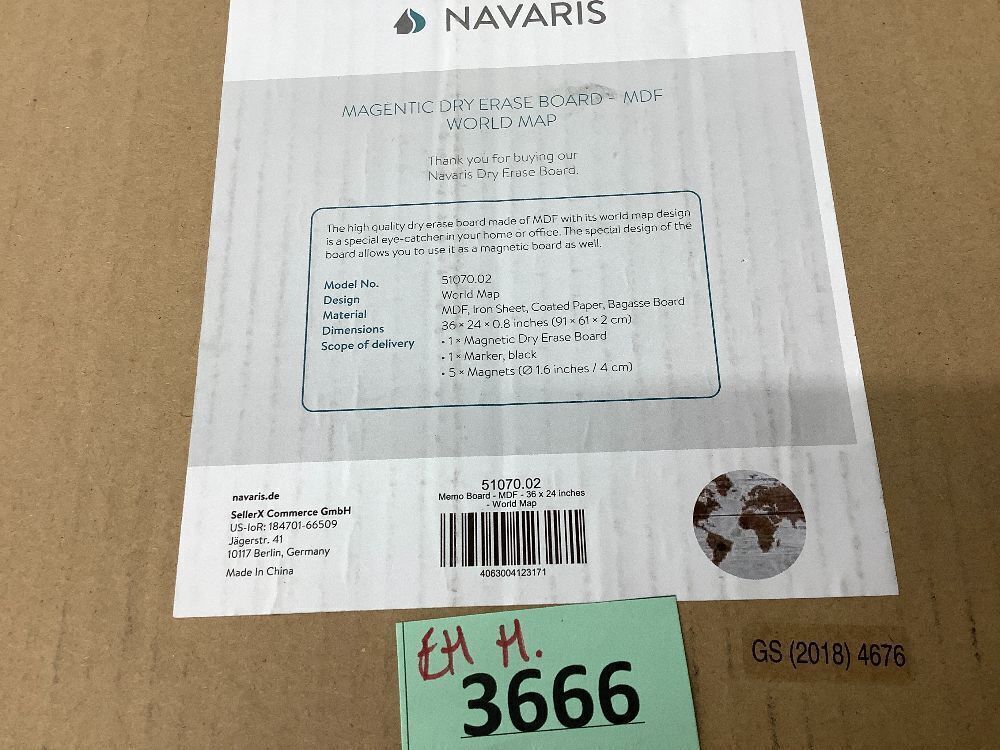 NAVARIS
MAGENTIC DRY ERASE BOARD - MDF
WORLD MAP
Thank you for buying our
Navaris Dry Erase Board.
The high quality dry erase board made of MDF with its world map design
is a special eye-catcher in your home or office. The special design of the
board allows you to use it as a magnetic board as well.
Model No. 51070.02
Design World Map
Material MDF, Iron Sheet, Coated Paper, Bagasse Board
Dimensions 36 × 24 × 0.8 inches (91 × 61 × 2 cm)
Scope of delivery • 1 × Magnetic Dry Erase Board
• 1 × Marker, black
• 5 × Magnets (Ø 1.6 inches / 4 cm)
navaris.de
SellerX Commerce GmbH
US-IoR: 184701-66509
Jägerstr. 41
10117 Berlin, Germany
Made In China
51070.02
Memo Board - MDF - 36 x 24 inches
- World Map
4063004123171
GS (2018) 4676
EH H.
3666